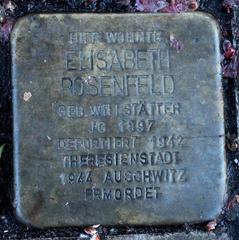 HIER WOHNTE
ELISABETH
ROSENFELD
GEB. WILLSTÄTTER
JG. 1897
DEPORTIERT 1942
THERESIENSTADT
1944 AUSCHWITZ
ERMORDET